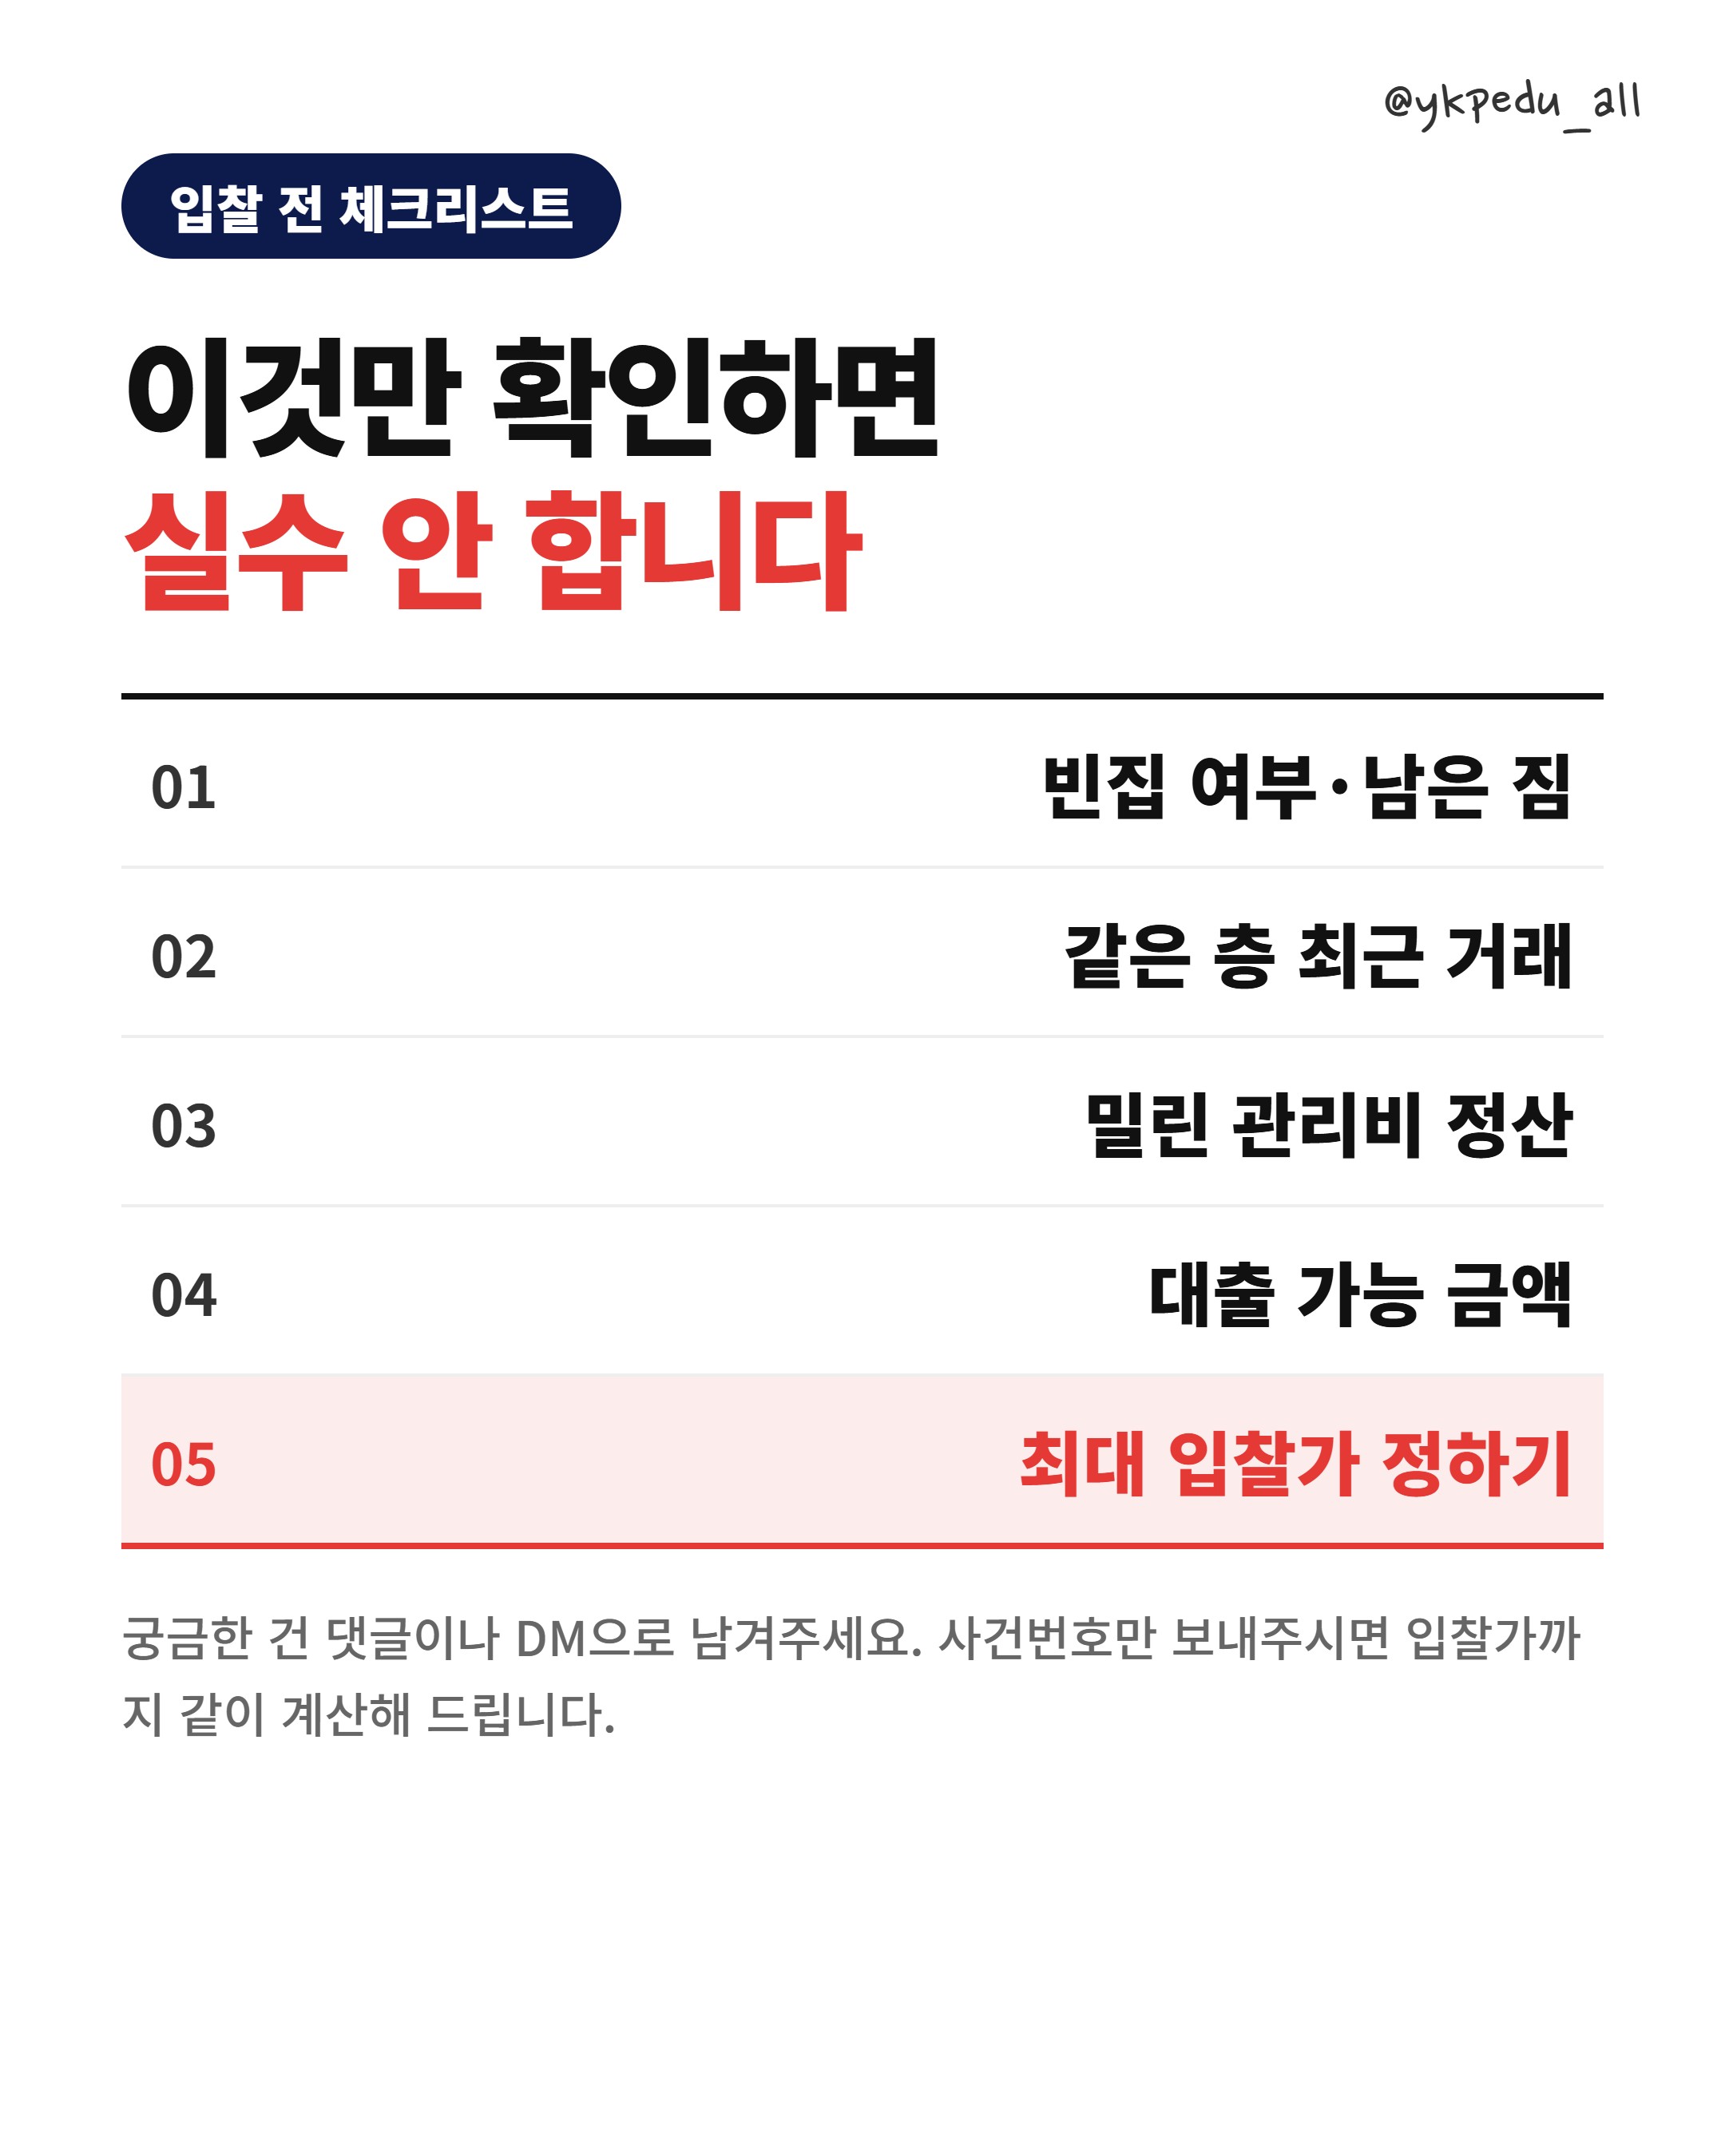 @ykpedu_all
입찰 전 체크리스트
이것만 확인하면
실수 안 합니다
01 빈집 여부·남은 짐
02 같은 층 최근 거래
03 밀린 관리비 정산
04 대출 가능 금액
05 최대 입찰가 정하기
궁금한 건 댓글이나 DM으로 남겨주세요. 사건번호만 보내주시면 입찰가까
지 같이 계산해 드립니다.